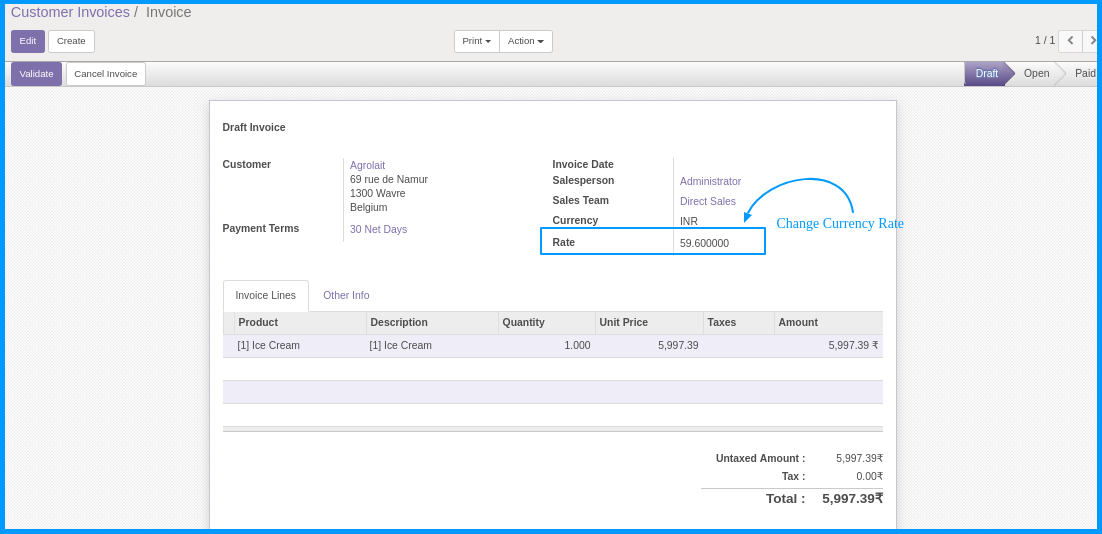 Customer Invoices / Invoice
Edit Create Print Action 1 / 1
Validate Cancel Invoice Draft Open Paid
Draft Invoice
Customer Agrolait
69 rue de Namur
1300 Wavre
Belgium
Payment Terms 30 Net Days
Invoice Date
Salesperson Administrator
Sales Team Direct Sales
Currency INR
Rate 59.600000
Change Currency Rate
Invoice Lines Other Info
Product Description Quantity Unit Price Taxes Amount
[1] Ice Cream [1] Ice Cream 1.000 5,997.39 5,997.39 ₹
Untaxed Amount : 5,997.39₹
Tax : 0.00₹
Total : 5,997.39₹